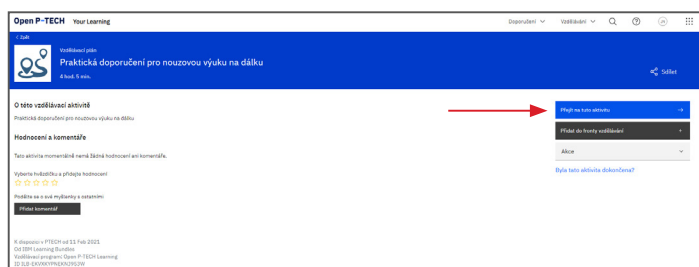 Open P-TECH Your Learning
Doporučení
Vzdělávání
JN
< Zpět
Vzdělávací plán
Praktická doporučení pro nouzovou výuku na dálku
4 hod. 5 min.
Sdílet
O této vzdělávací aktivitě
Praktická doporučení pro nouzovou výuku na dálku
Hodnocení a komentáře
Tato aktivita momentálně nemá žádná hodnocení ani komentáře.
Vyberte hvězdičku a přidejte hodnocení
Podělte se o své myšlenky s ostatními
Přidat komentář
K dispozici v PTECH od 11 Feb 2021
Od IBM Learning Bundles
Vzdělávací program: Open P-TECH Learning
Přejít na tuto aktivitu
Přidat do fronty vzdělávání
Akce
Byla tato aktivita dokončena?